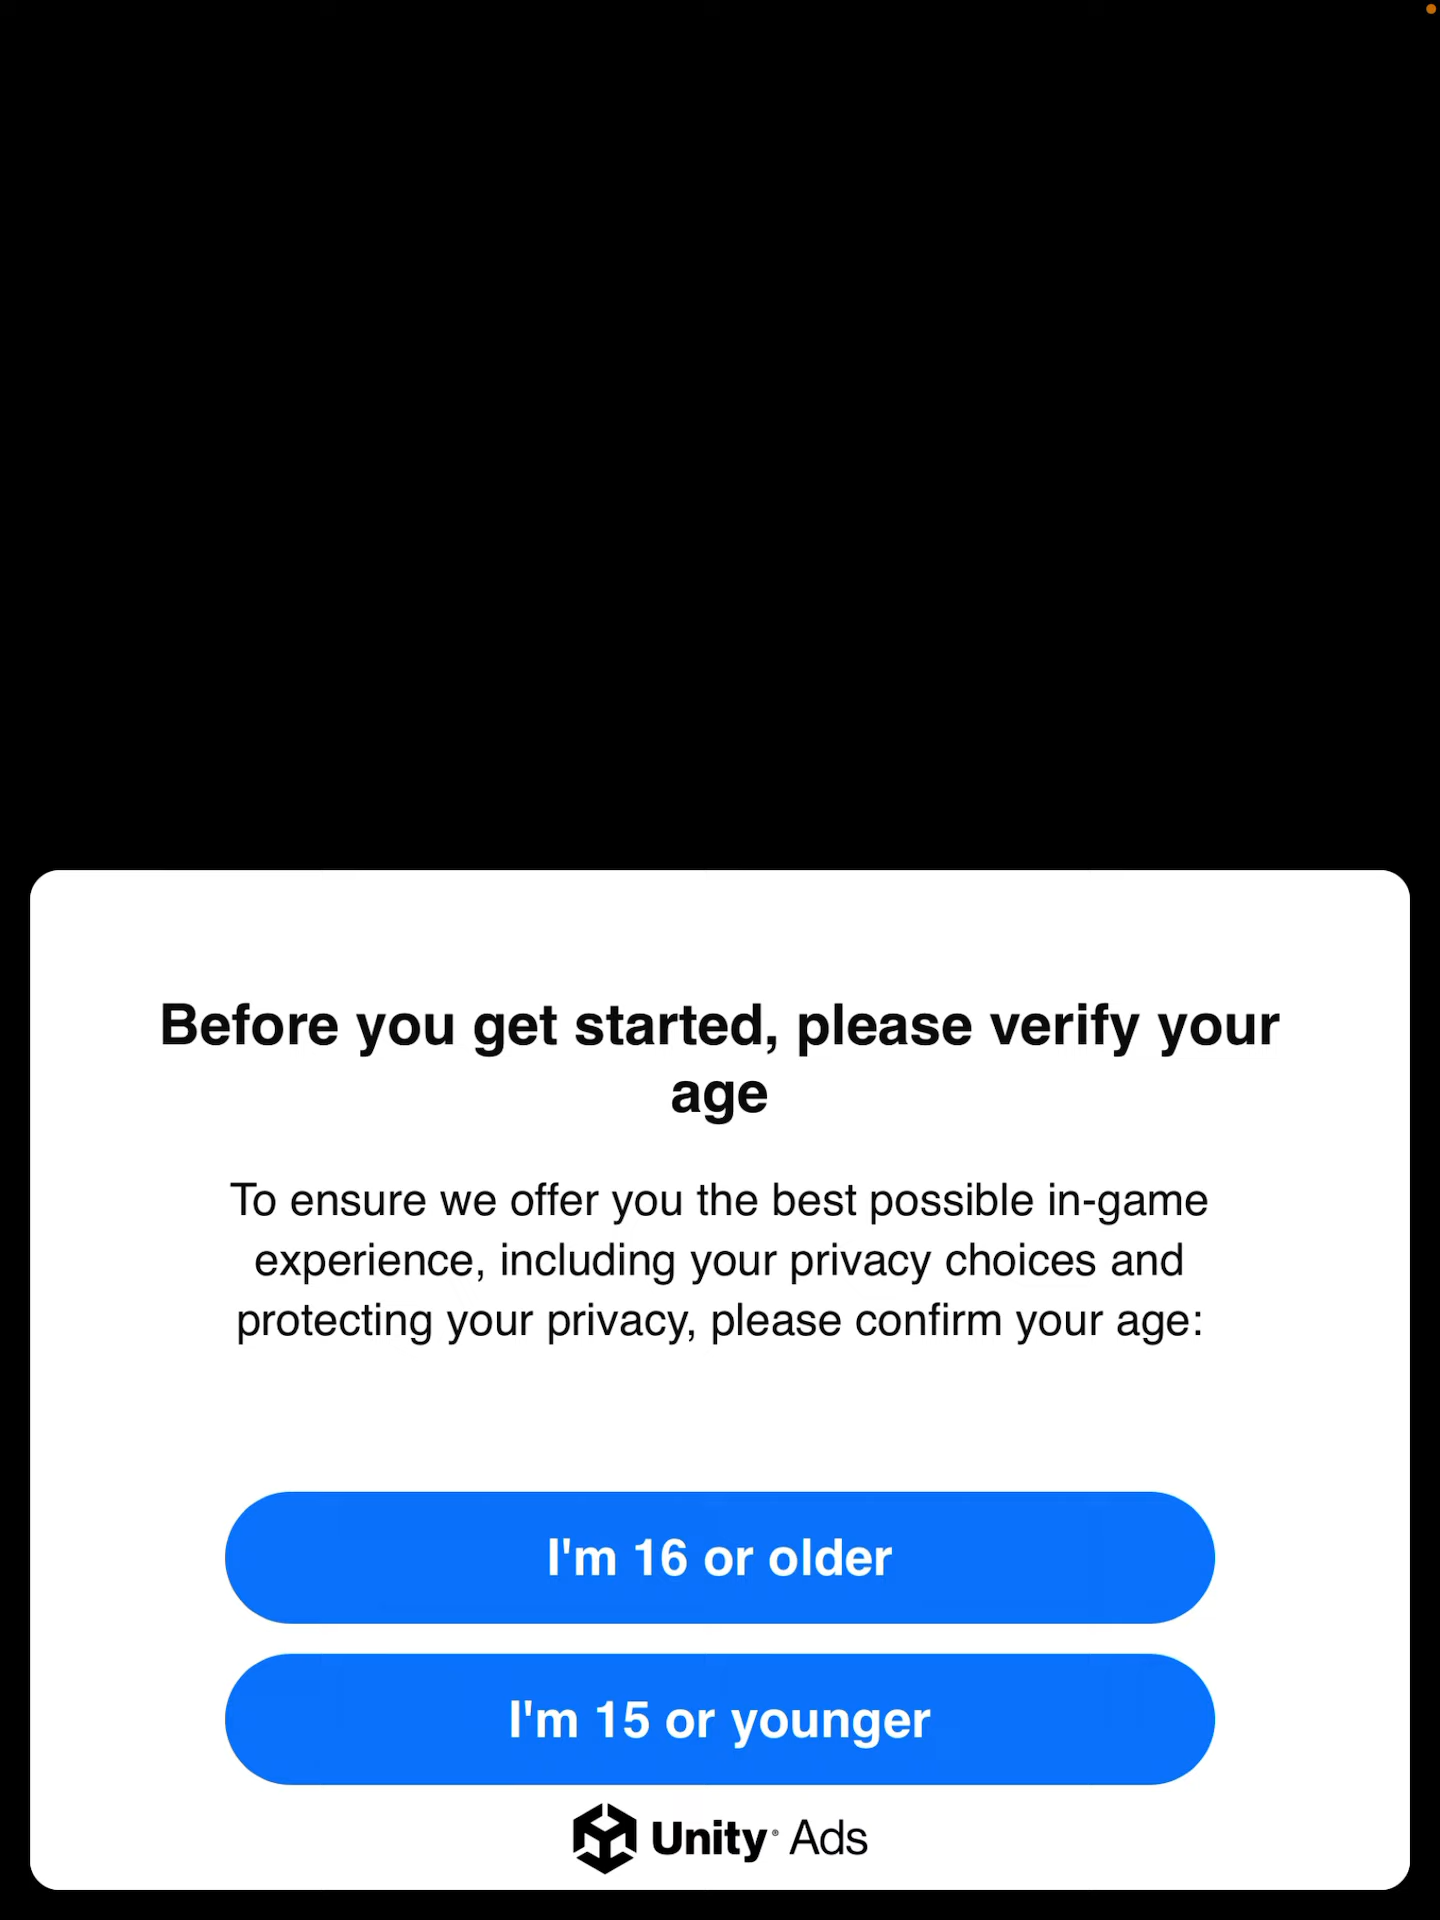 Before you get started, please verify your
age
To ensure we offer you the best possible in-game
experience, including your privacy choices and
protecting your privacy, please confirm your age:
I'm 16 or older
I'm 15 or younger
Unity® Ads